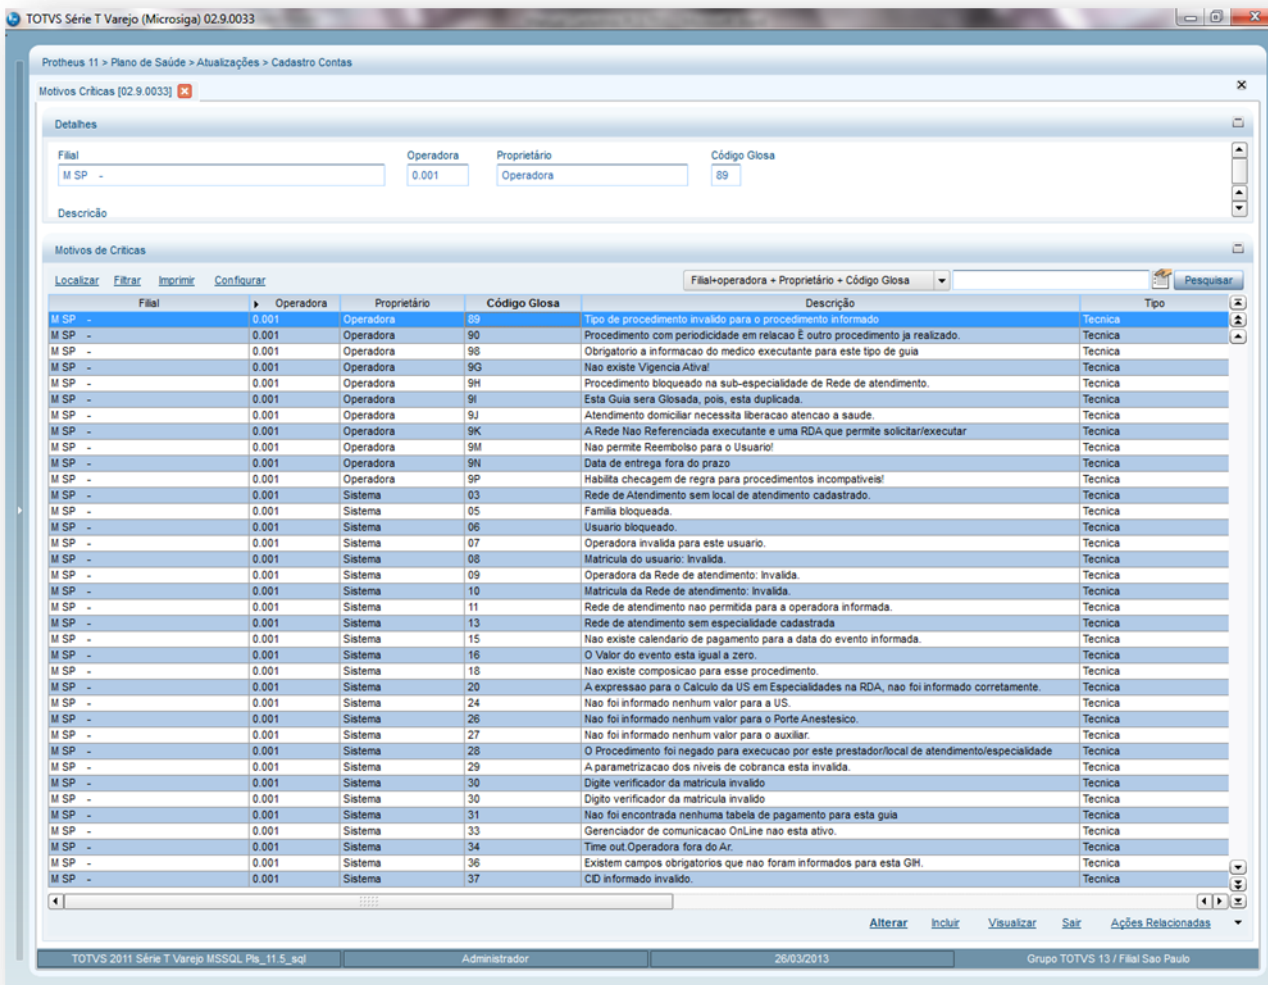 TOTVS Série T Varejo (Microsiga) 02.9.0033
Protheus 11 > Plano de Saúde > Atualizações > Cadastro Contas
Motivos Críticas [02.9.0033]
Detalhes
Filial Operadora Proprietário Código Glosa
M SP - 0.001 Operadora 89
Descrição
Motivos de Críticas
Localizar Filtrar Imprimir Configurar Filial+operadora + Proprietário + Código Glosa Pesquisar
Filial Operadora Proprietário Código Glosa Descrição Tipo
M SP - 0.001 Operadora 89 Tipo de procedimento invalido para o procedimento informado Tecnica
M SP - 0.001 Operadora 90 Procedimento com periodicidade em relacao È outro procedimento ja realizado. Tecnica
M SP - 0.001 Operadora 98 Obrigatorio a informacao do medico executante para este tipo de guia Tecnica
M SP - 0.001 Operadora 9G Nao existe Vigencia Ativa! Tecnica
M SP - 0.001 Operadora 9H Procedimento bloqueado na sub-especialidade de Rede de atendimento. Tecnica
M SP - 0.001 Operadora 9I Esta Guia sera Glosada, pois, esta duplicada. Tecnica
M SP - 0.001 Operadora 9J Atendimento domiciliar necessita liberacao atencao a saude. Tecnica
M SP - 0.001 Operadora 9K A Rede Nao Referenciada executante e uma RDA que permite solicitar/executar Tecnica
M SP - 0.001 Operadora 9M Nao permite Reembolso para o Usuario! Tecnica
M SP - 0.001 Operadora 9N Data de entrega fora do prazo Tecnica
M SP - 0.001 Operadora 9P Habilita checagem de regra para procedimentos incompativeis! Tecnica
M SP - 0.001 Sistema 03 Rede de Atendimento sem local de atendimento cadastrado. Tecnica
M SP - 0.001 Sistema 05 Familia bloqueada. Tecnica
M SP - 0.001 Sistema 06 Usuario bloqueado. Tecnica
M SP - 0.001 Sistema 07 Operadora invalida para este usuario. Tecnica
M SP - 0.001 Sistema 08 Matricula do usuario: Invalida. Tecnica
M SP - 0.001 Sistema 09 Operadora da Rede de atendimento: Invalida. Tecnica
M SP - 0.001 Sistema 10 Matricula da Rede de atendimento: Invalida. Tecnica
M SP - 0.001 Sistema 11 Rede de atendimento nao permitida para a operadora informada. Tecnica
M SP - 0.001 Sistema 13 Rede de atendimento sem especialidade cadastrada Tecnica
M SP - 0.001 Sistema 15 Nao existe calendario de pagamento para a data do evento informada. Tecnica
M SP - 0.001 Sistema 16 O Valor do evento esta igual a zero. Tecnica
M SP - 0.001 Sistema 18 Nao existe composicao para esse procedimento. Tecnica
M SP - 0.001 Sistema 20 A expressao para o Calculo da US em Especialidades na RDA, nao foi informado corretamente. Tecnica
M SP - 0.001 Sistema 24 Nao foi informado nenhum valor para a US. Tecnica
M SP - 0.001 Sistema 26 Nao foi informado nenhum valor para o Porte Anestesico. Tecnica
M SP - 0.001 Sistema 27 Nao foi informado nenhum valor para o auxiliar. Tecnica
M SP - 0.001 Sistema 28 O Procedimento foi negado para execucao por este prestador/local de atendimento/especialidade Tecnica
M SP - 0.001 Sistema 29 A parametrizacao dos niveis de cobranca esta invalida. Tecnica
M SP - 0.001 Sistema 30 Digite verificador da matricula invalido Tecnica
M SP - 0.001 Sistema 30 Digito verificador da matricula invalido Tecnica
M SP - 0.001 Sistema 31 Nao foi encontrada nenhuma tabela de pagamento para esta guia Tecnica
M SP - 0.001 Sistema 33 Gerenciador de comunicacao OnLine nao esta ativo. Tecnica
M SP - 0.001 Sistema 34 Time out.Operadora fora do Ar. Tecnica
M SP - 0.001 Sistema 36 Existem campos obrigatorios que nao foram informados para esta GIH. Tecnica
M SP - 0.001 Sistema 37 CID informado invalido. Tecnica
Alterar Incluir Visualizar Sair Ações Relacionadas
TOTVS 2011 Série T Varejo MSSQL Pls_11.5_sql Administrador 26/03/2013 Grupo TOTVS 13 / Filial Sao Paulo